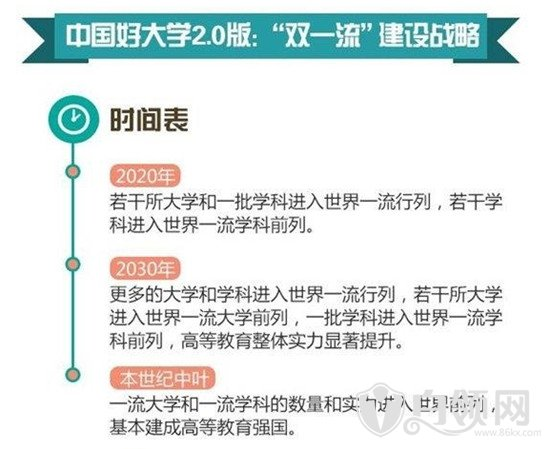 中国好大学2.0版：“双一流”建设战略
时间表
2020年
若干所大学和一批学科进入世界一流行列，若干学
科进入世界一流学科前列。
2030年
更多的大学和学科进入世界一流行列，若干所大学
进入世界一流大学前列，一批学科进入世界一流学
科前列，高等教育整体实力显著提升。
本世纪中叶
一流大学和一流学科的数量和实力进入世界前列，
基本建成高等教育强国。
白领网
www.86kx.com